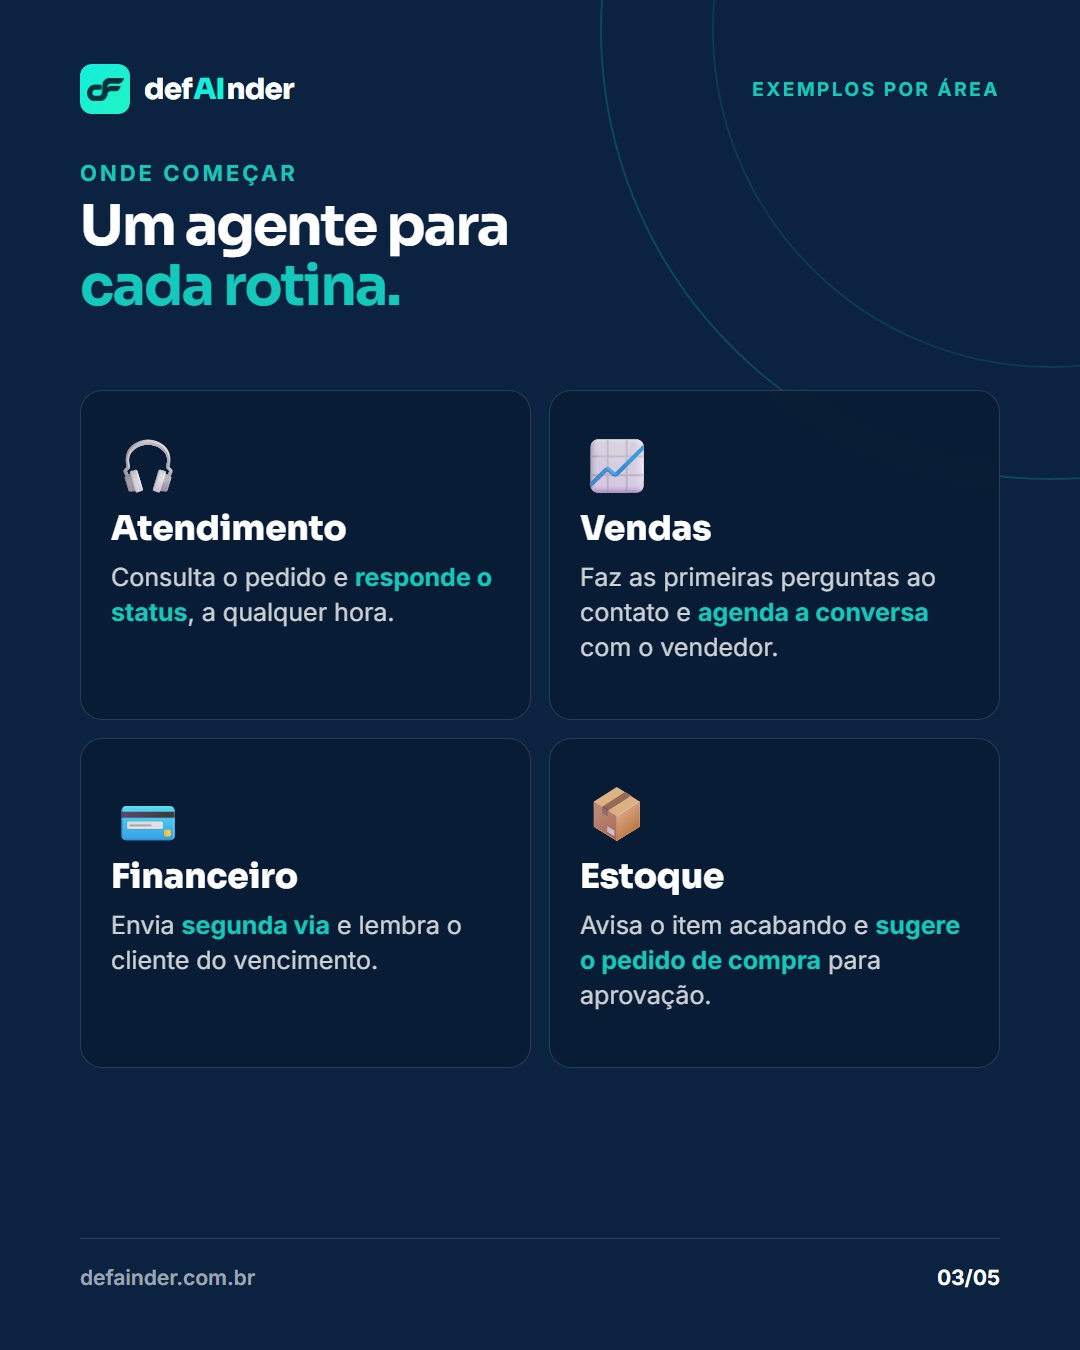 defAInder
EXEMPLOS POR ÁREA
ONDE COMEÇAR
Um agente para
cada rotina.
Atendimento
Consulta o pedido e responde o
status, a qualquer hora.
Vendas
Faz as primeiras perguntas ao
contato e agenda a conversa
com o vendedor.
Financeiro
Envia segunda via e lembra o
cliente do vencimento.
Estoque
Avisa o item acabando e sugere
o pedido de compra para
aprovação.
defainder.com.br
03/05